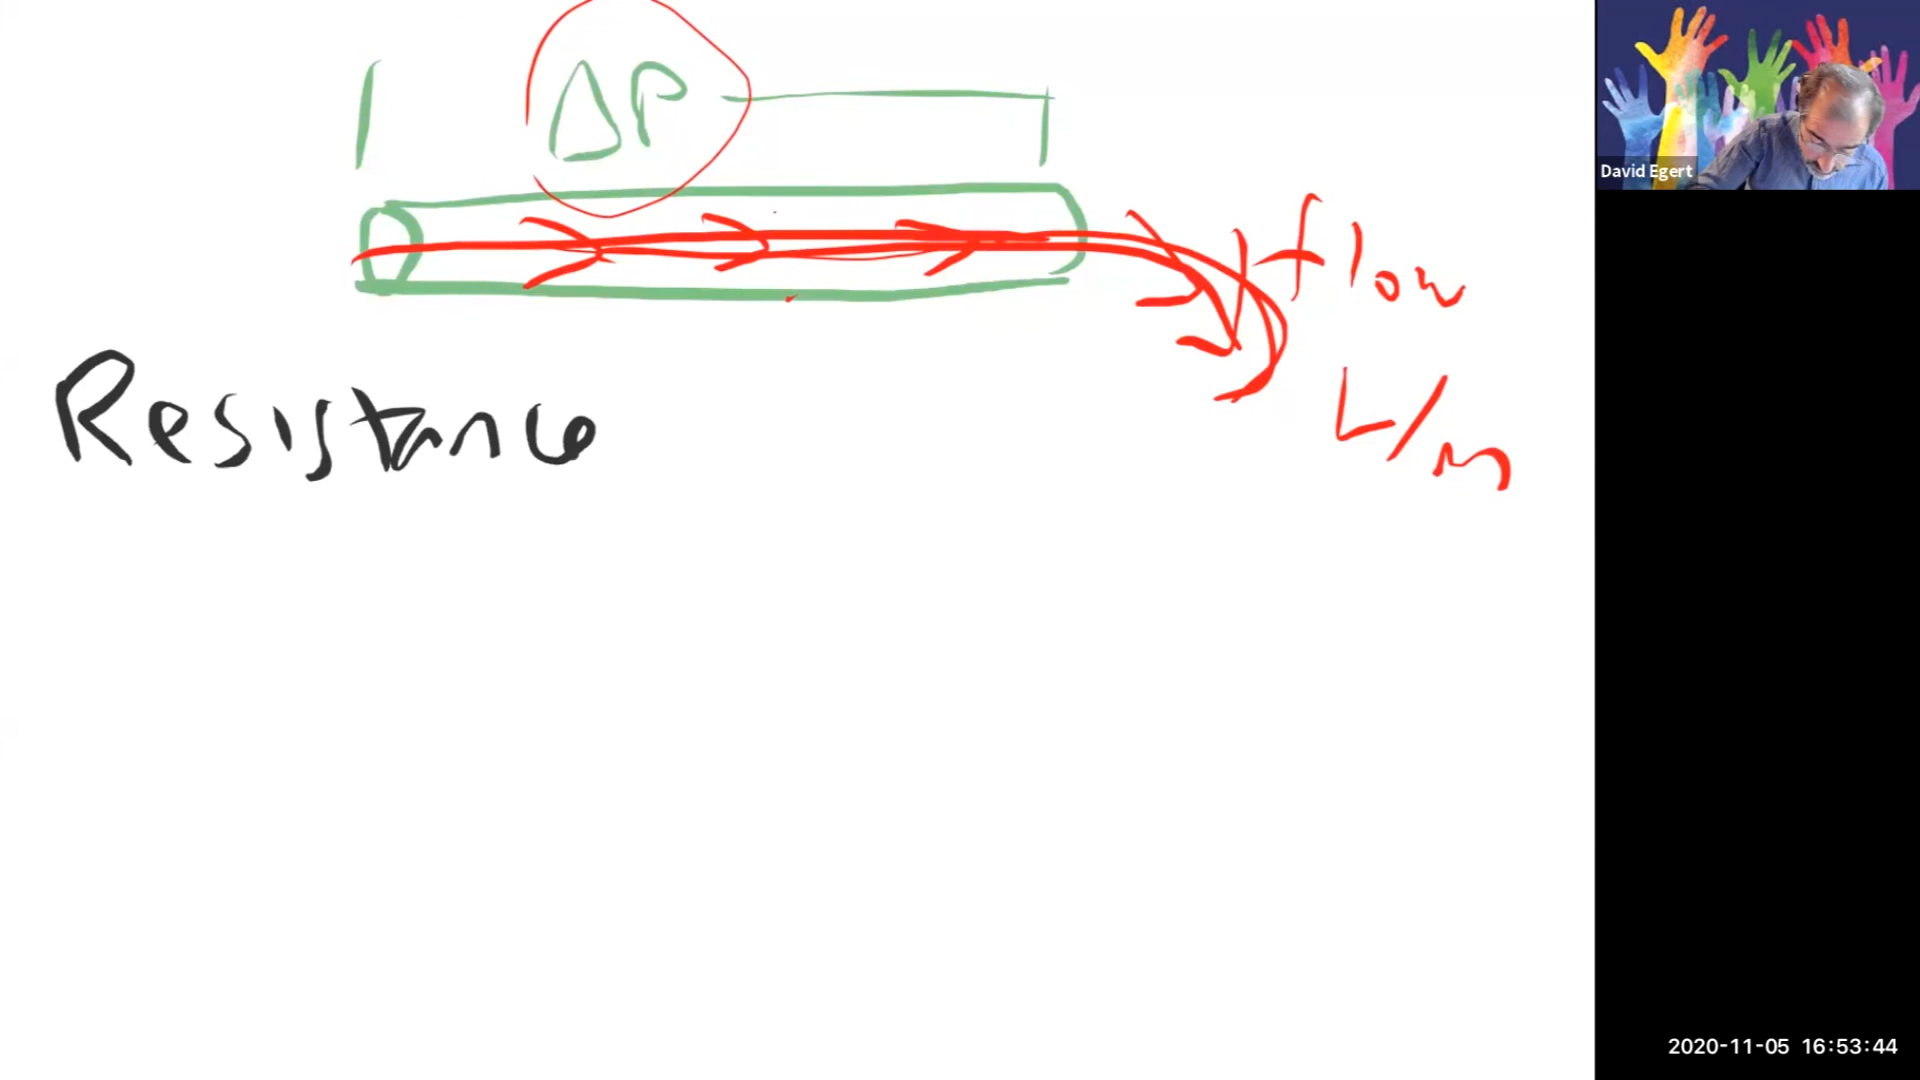 ΔP
David Egert
flow
L/m
Resistance
2020-11-05 16:53:44